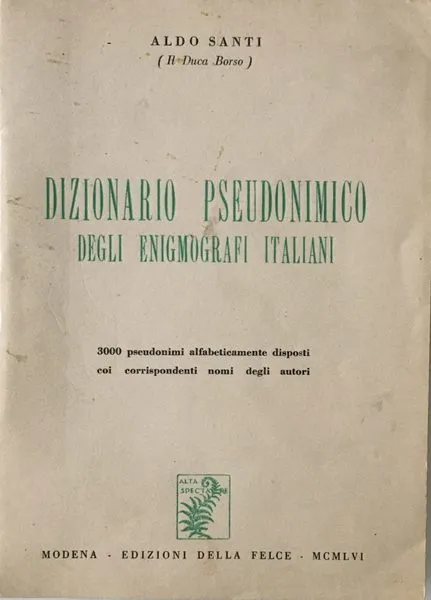 ALDO SANTI
( Il Duca Borso )
DIZIONARIO PSEUDONIMICO
DEGLI ENIGMOGRAFI ITALIANI
3000 pseudonimi alfabeticamente disposti
coi corrispondenti nomi degli autori
ALTA
SPECTARE
MODENA - EDIZIONI DELLA FELCE - MCMLVI